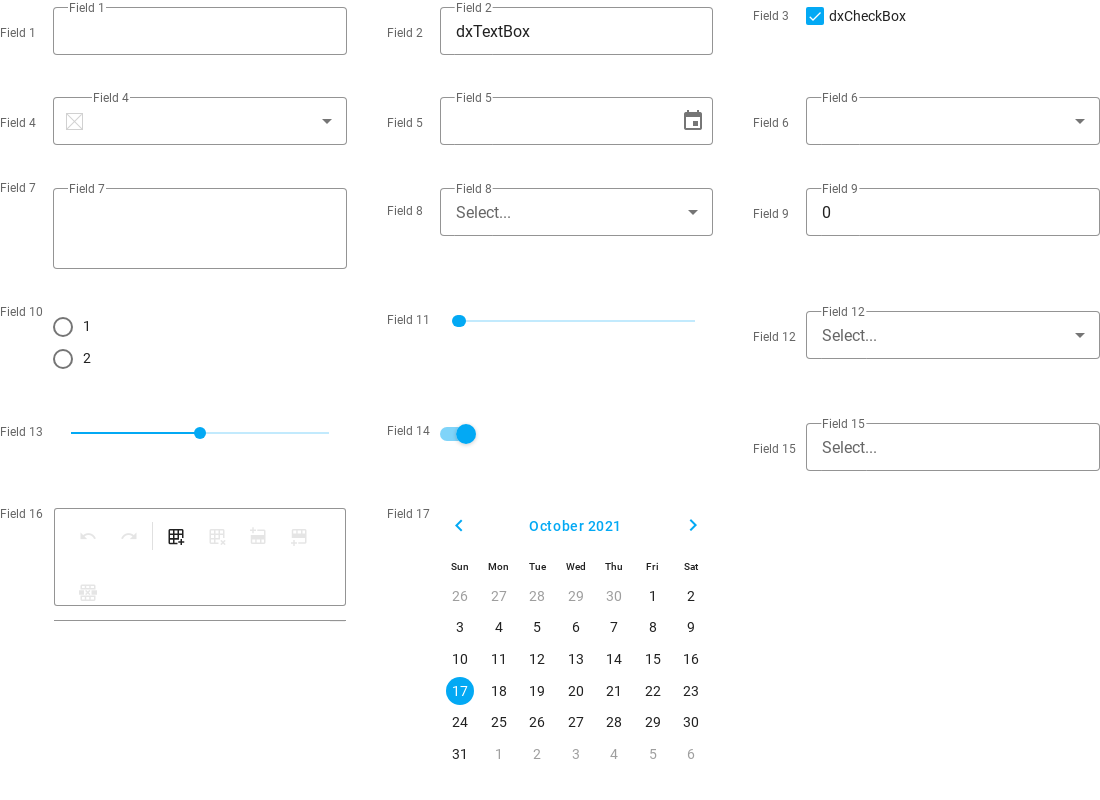 Field 1
Field 1
Field 2
Field 2
dxTextBox
Field 3
dxCheckBox
Field 4
Field 4
Field 5
Field 5
Field 6
Field 6
Field 7
Field 7
Field 8
Field 8
Select...
Field 9
Field 9
0
Field 10
1
2
Field 11
Field 12
Field 12
Select...
Field 13
Field 14
Field 15
Field 15
Select...
Field 16
Field 17
October 2021
Sun Mon Tue Wed Thu Fri Sat
26 27 28 29 30 1 2
3 4 5 6 7 8 9
10 11 12 13 14 15 16
17 18 19 20 21 22 23
24 25 26 27 28 29 30
31 1 2 3 4 5 6